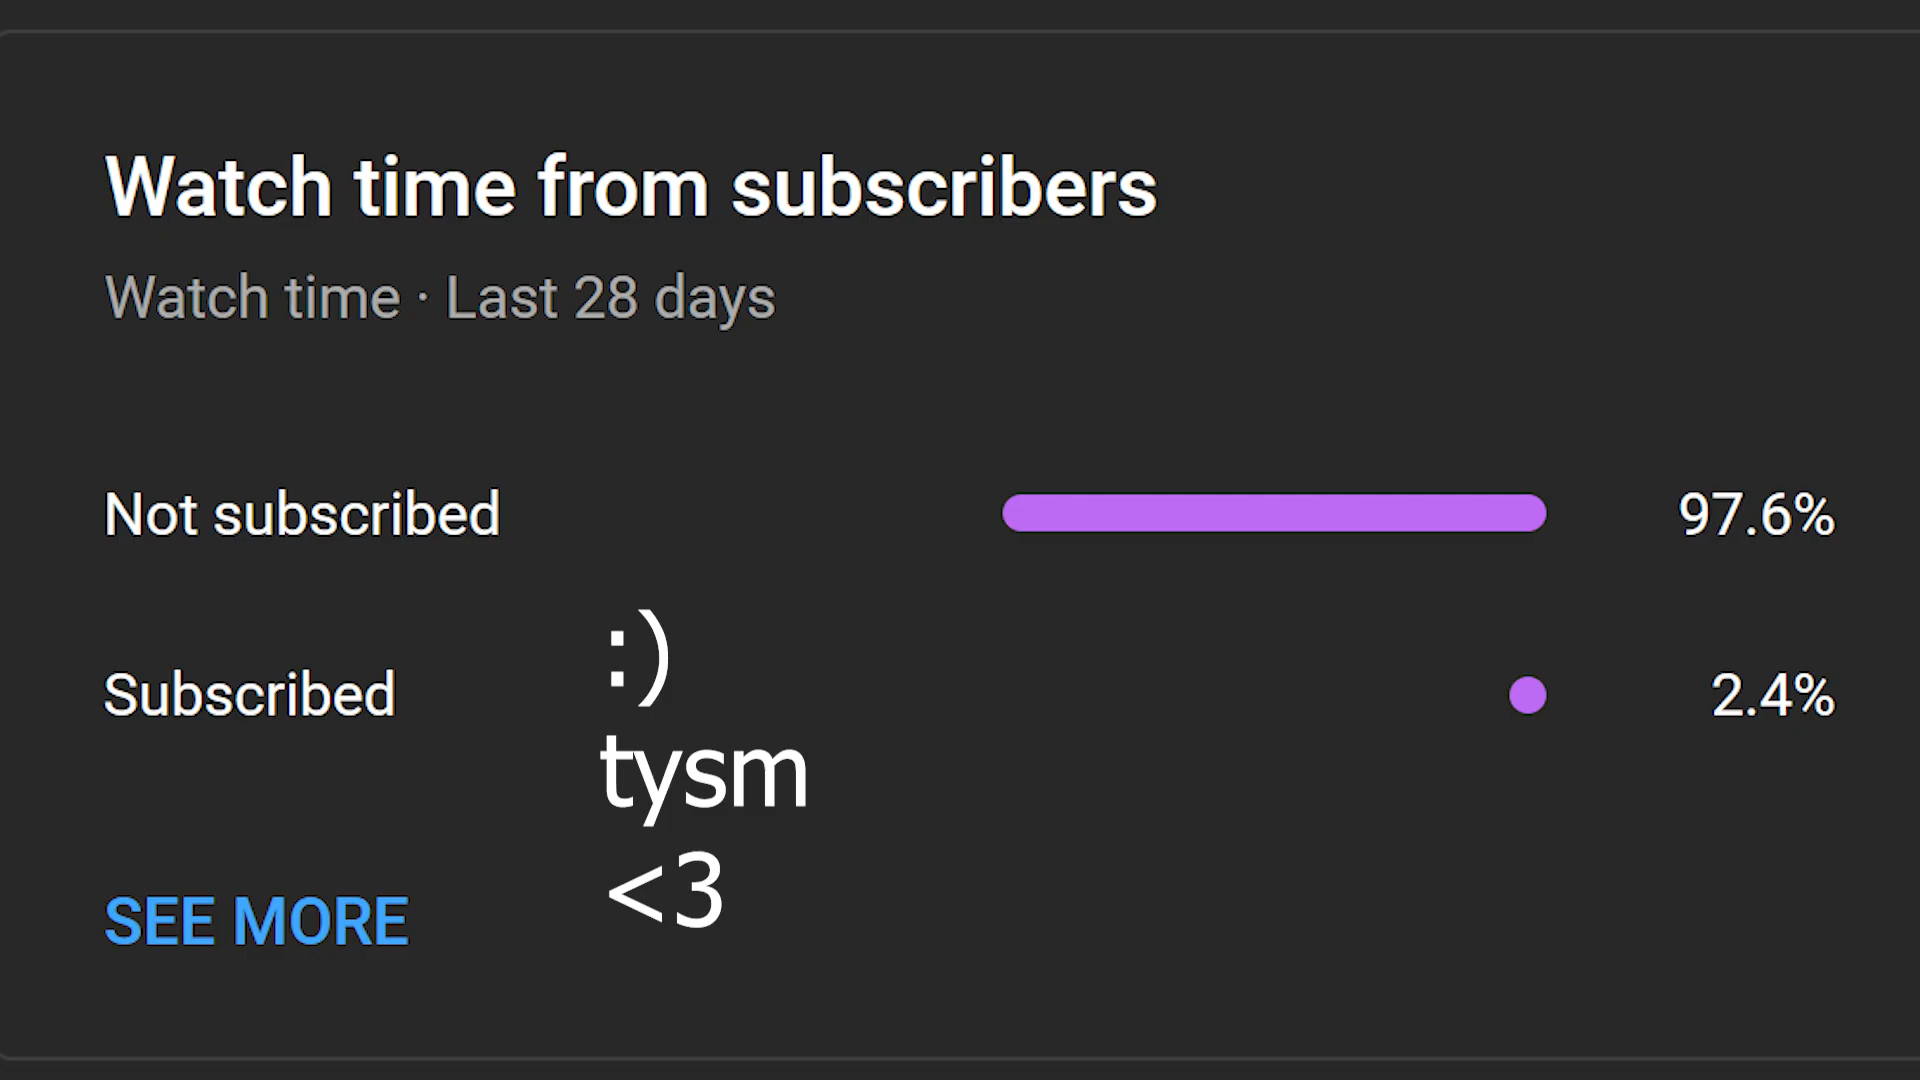 Watch time from subscribers
Watch time · Last 28 days
Not subscribed 97.6%
Subscribed 2.4%
:)
tysm
<3
SEE MORE